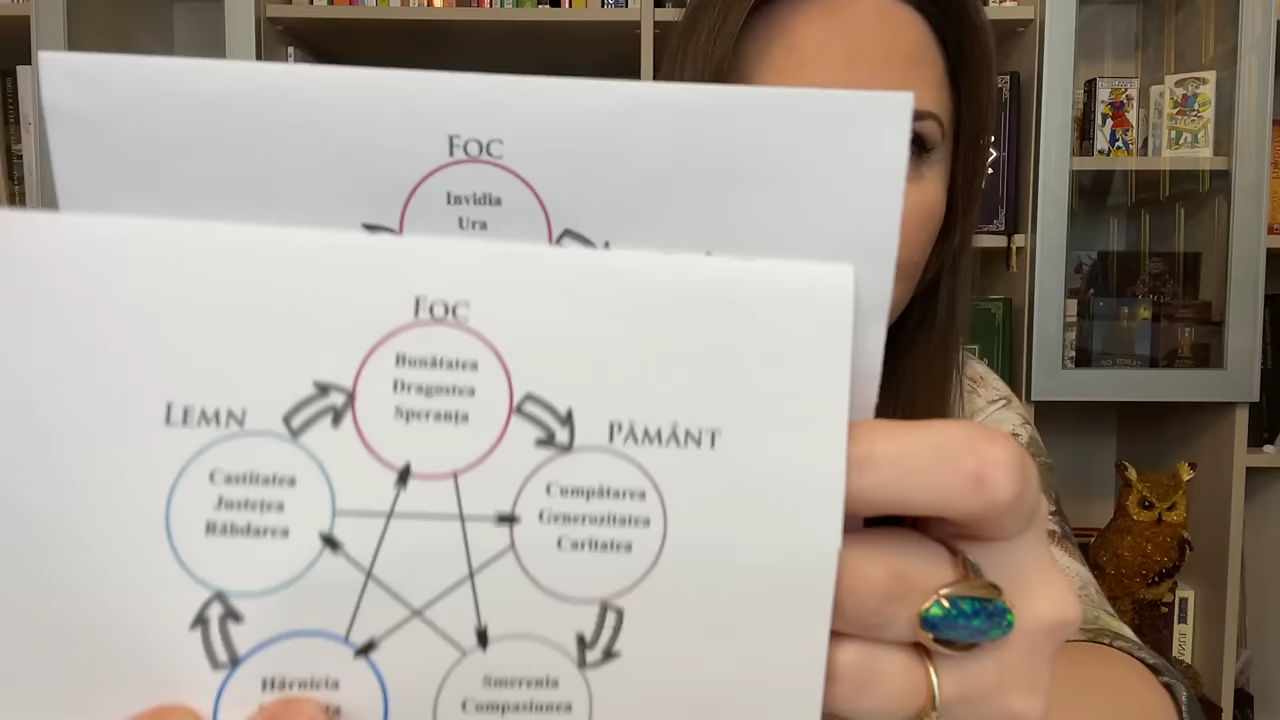 FOC
Invidia
Ura
FOC
Bunătatea
Dragostea
Speranța
LEMN
PĂMÂNT
Castitatea
Justețea
Răbdarea
Cumpătarea
Generozitatea
Caritatea
Hărnicia
Smerenia
Compasiunea